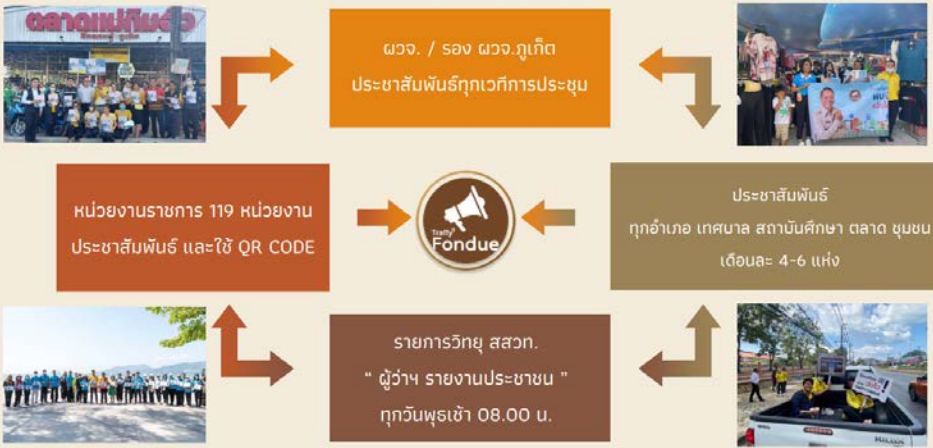 ตลาดแม่กิมต้ว
ผวจ. / รอง ผวจ.ภูเก็ต
ประชาสัมพันธ์ทุกเวทีการประชุม
หน่วยงานราชการ 119 หน่วยงาน
ประชาสัมพันธ์ และใช้ QR CODE
Traffy
Fondue
ประชาสัมพันธ์
ทุกอำเภอ เทศบาล สถาบันศึกษา ตลาด ชุมชน
เดือนละ 4-6 แห่ง
รายการวิทยุ สสวท.
“ ผู้ว่าฯ รายงานประชาชน ”
ทุกวันพุธเช้า 08.00 น.